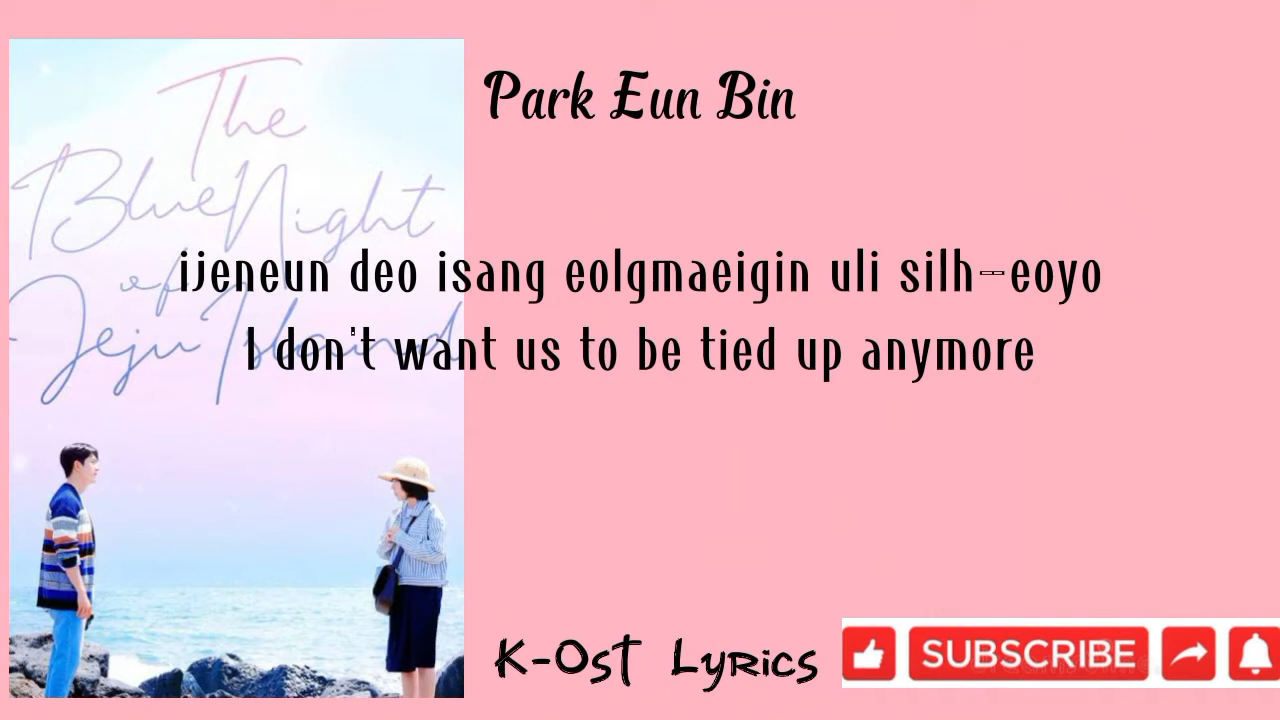 Park Eun Bin
The
Blue Night
of
Jeju Island
ijeneun deo isang eolgmaeigin uli silh-eoyo
I don't want us to be tied up anymore
K-OST Lyrics
SUBSCRIBE